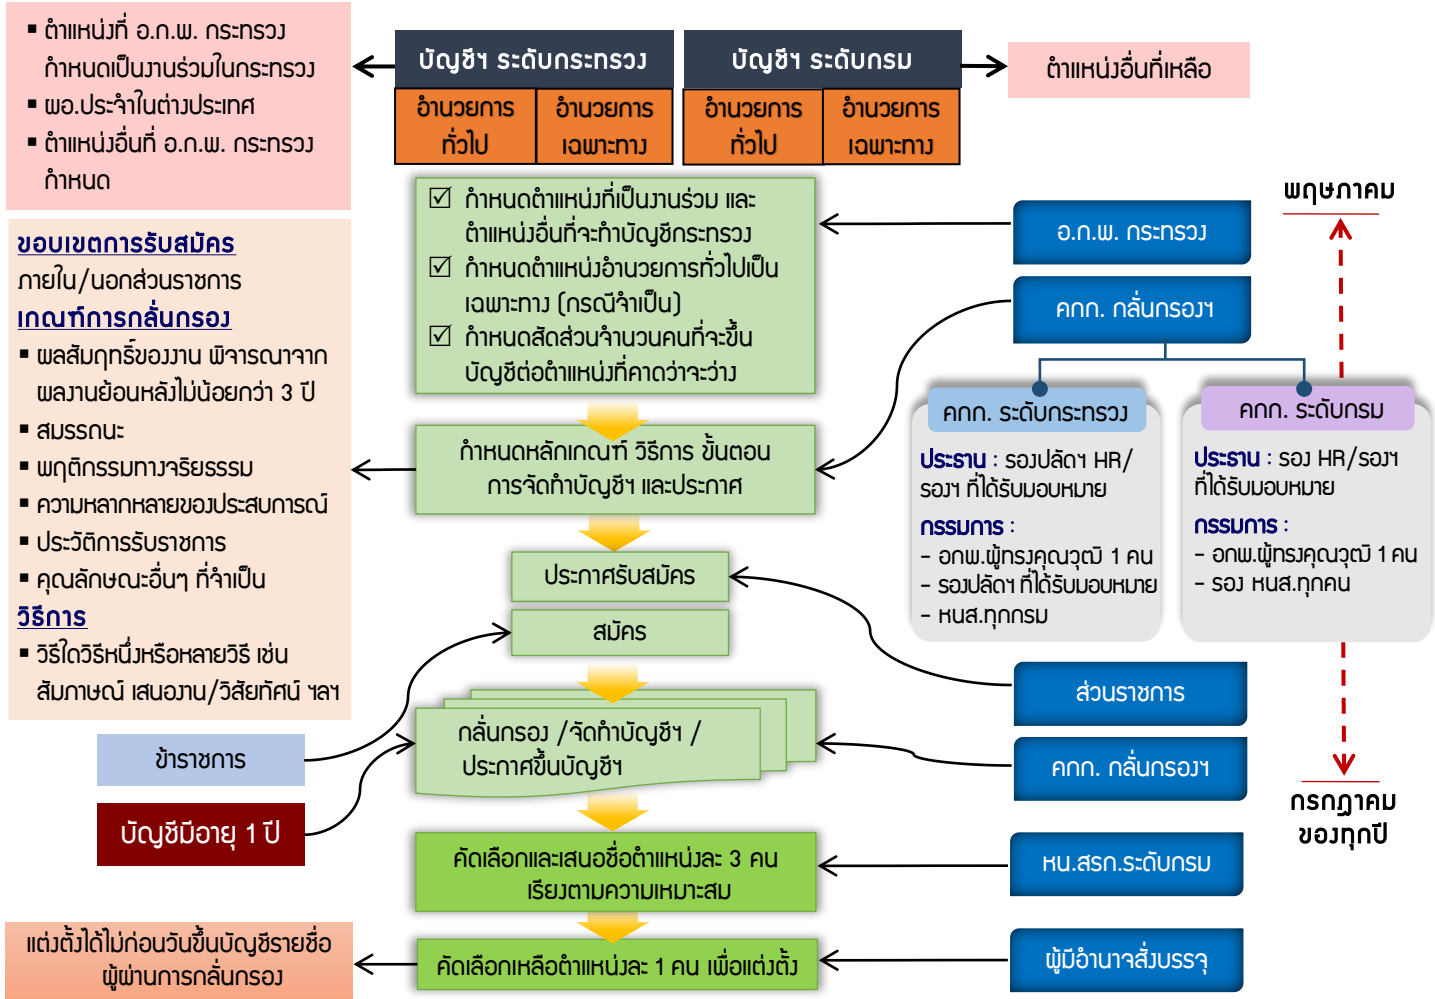 ▪ ตำแหน่งที่ อ.ก.พ. กระทรวง
กำหนดเป็นงานร่วมในกระทรวง
▪ ผอ.ประจำในต่างประเทศ
▪ ตำแหน่งอื่นที่ อ.ก.พ. กระทรวง
กำหนด
บัญชีฯ ระดับกระทรวง
บัญชีฯ ระดับกรม
ตำแหน่งอื่นที่เหลือ
อำนวยการ
ทั่วไป
อำนวยการ
เฉพาะทาง
อำนวยการ
ทั่วไป
อำนวยการ
เฉพาะทาง
☑ กำหนดตำแหน่งที่เป็นงานร่วม และ
ตำแหน่งอื่นที่จะทำบัญชีกระทรวง
☑ กำหนดตำแหน่งอำนวยการทั่วไปเป็น
เฉพาะทาง (กรณีจำเป็น)
☑ กำหนดสัดส่วนจำนวนคนที่จะขึ้น
บัญชีต่อตำแหน่งที่คาดว่าจะว่าง
อ.ก.พ. กระทรวง
คกก. กลั่นกรองฯ
พฤษภาคม
ขอบเขตการรับสมัคร
ภายใน/นอกส่วนราชการ
เกณฑ์การกลั่นกรอง
▪ ผลสัมฤทธิ์ของงาน พิจารณาจาก
ผลงานย้อนหลังไม่น้อยกว่า 3 ปี
▪ สมรรถนะ
▪ พฤติกรรมทางจริยธรรม
▪ ความหลากหลายของประสบการณ์
▪ ประวัติการรับราชการ
▪ คุณลักษณะอื่นๆ ที่จำเป็น
วิธีการ
▪ วิธีใดวิธีหนึ่งหรือหลายวิธี เช่น
สัมภาษณ์ เสนองาน/วิสัยทัศน์ ฯลฯ
กำหนดหลักเกณฑ์ วิธีการ ขั้นตอน
การจัดทำบัญชีฯ และประกาศ
คกก. ระดับกระทรวง
ประธาน : รองปลัดฯ HR/
รองฯ ที่ได้รับมอบหมาย
กรรมการ :
- อกพ.ผู้ทรงคุณวุฒิ 1 คน
- รองปลัดฯ ที่ได้รับมอบหมาย
- หนส.ทุกกรม
คกก. ระดับกรม
ประธาน : รอง HR/รองฯ
ที่ได้รับมอบหมาย
กรรมการ :
- อกพ.ผู้ทรงคุณวุฒิ 1 คน
- รอง หนส.ทุกคน
ประกาศรับสมัคร
สมัคร
ส่วนราชการ
ข้าราชการ
กลั่นกรอง /จัดทำบัญชีฯ /
ประกาศขึ้นบัญชีฯ
คกก. กลั่นกรองฯ
บัญชีมีอายุ 1 ปี
กรกฎาคม
ของทุกปี
คัดเลือกและเสนอชื่อตำแหน่งละ 3 คน
เรียงตามความเหมาะสม
หน.สรก.ระดับกรม
แต่งตั้งได้ไม่ก่อนวันขึ้นบัญชีรายชื่อ
ผู้ผ่านการกลั่นกรอง
คัดเลือกเหลือตำแหน่งละ 1 คน เพื่อแต่งตั้ง
ผู้มีอำนาจสั่งบรรจุ